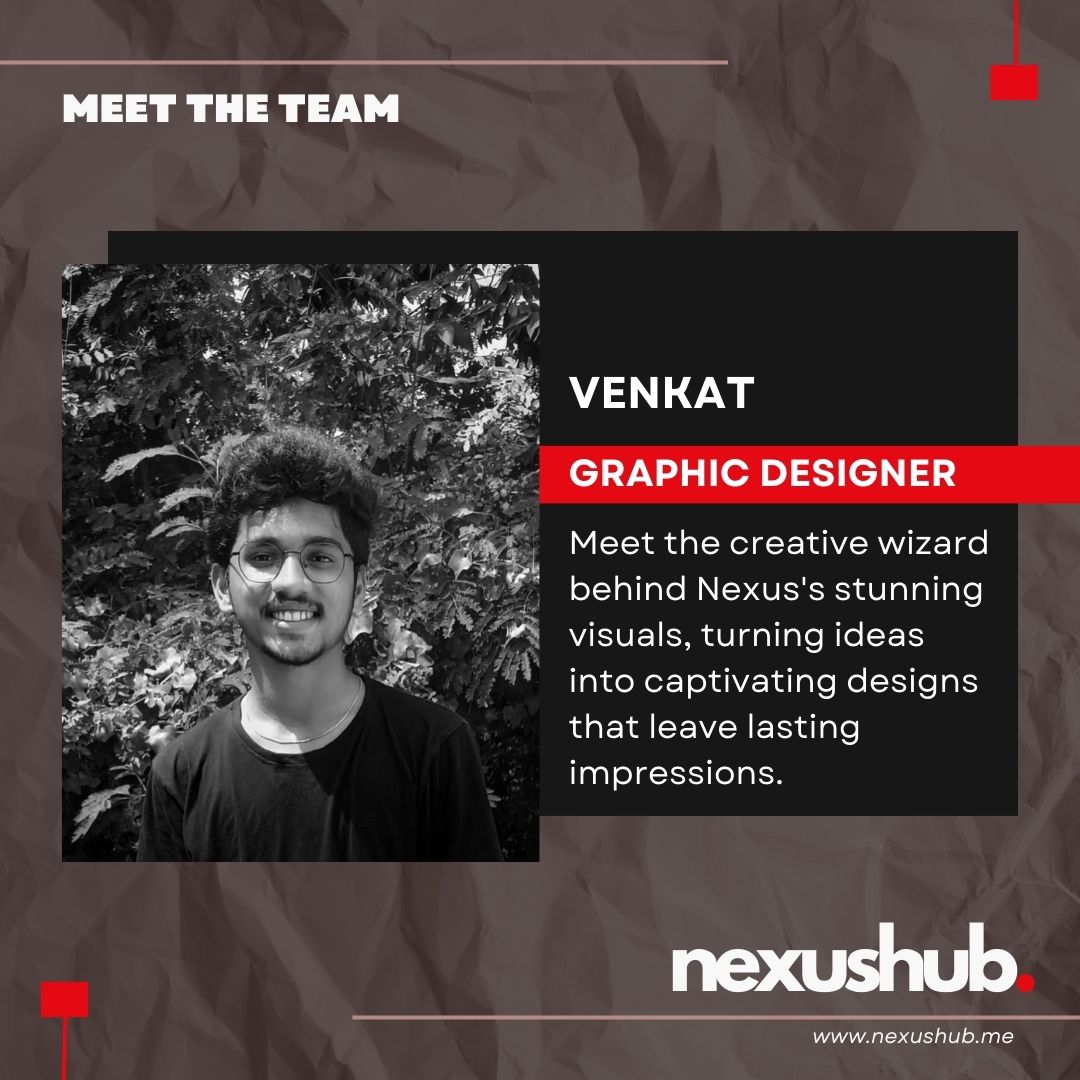 MEET THE TEAM
VENKAT
GRAPHIC DESIGNER
Meet the creative wizard
behind Nexus's stunning
visuals, turning ideas
into captivating designs
that leave lasting
impressions.
nexushub.
www.nexushub.me